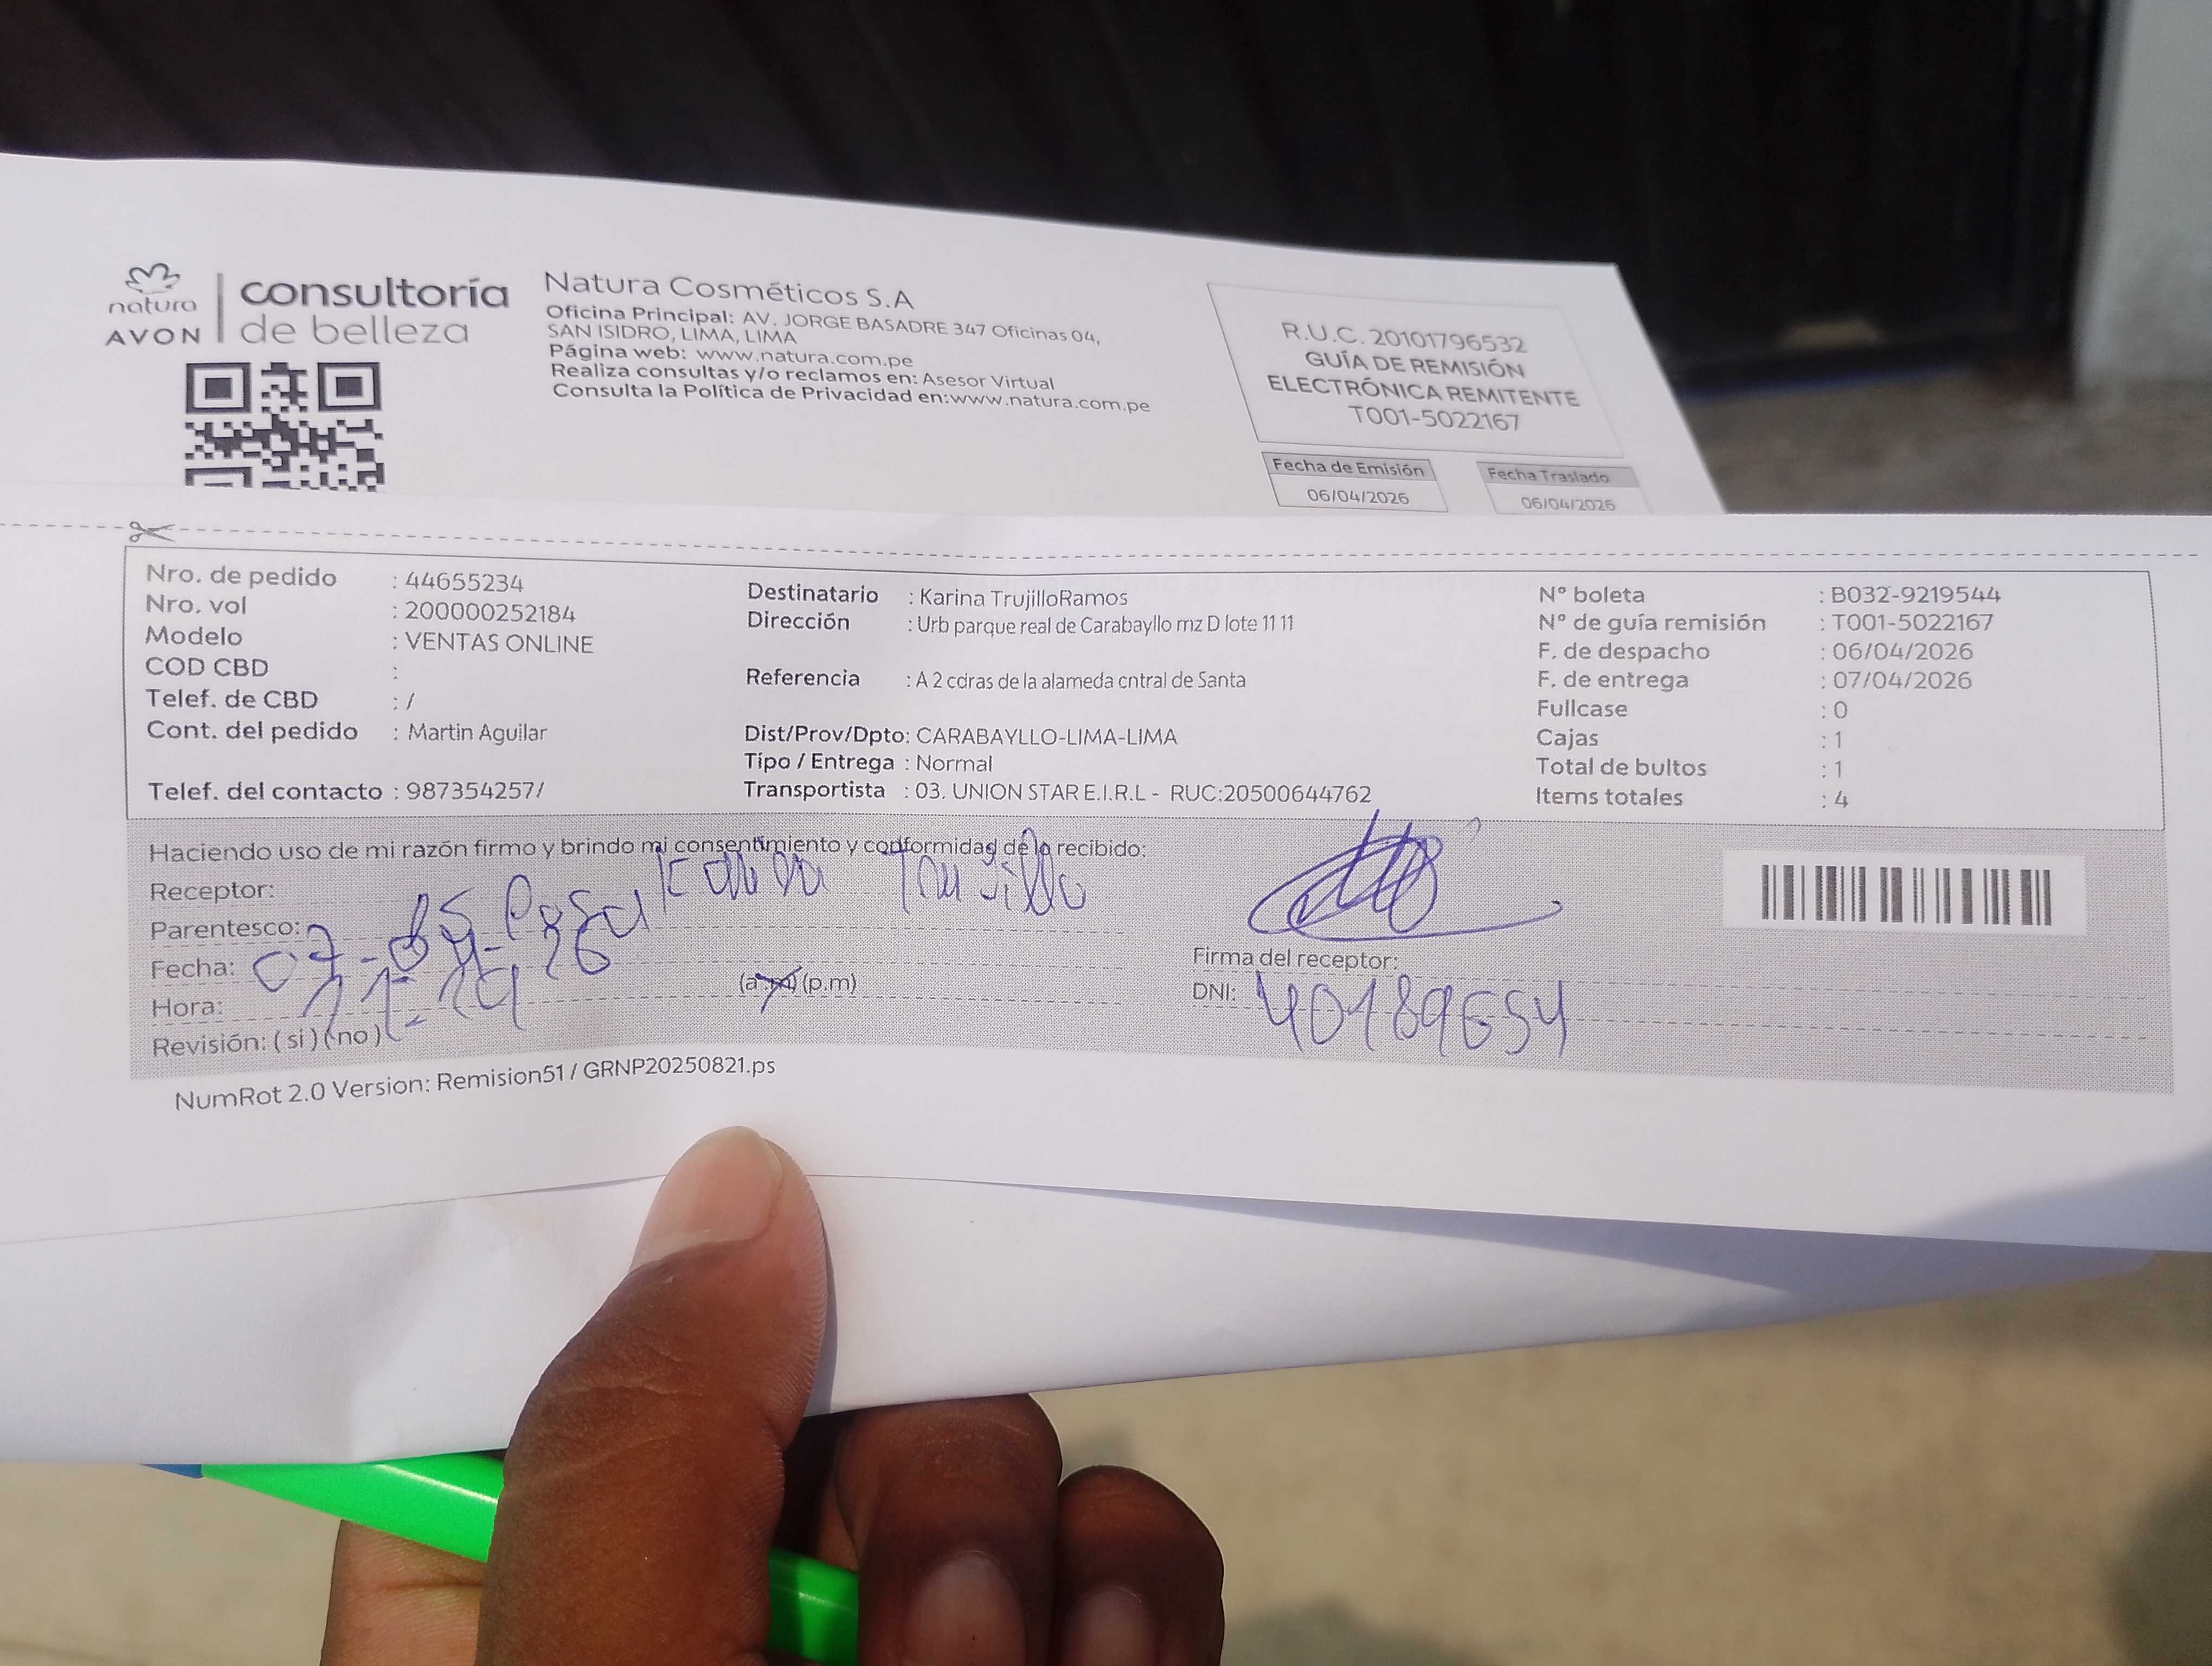 natura
AVON
consultoría
de belleza
Natura Cosméticos S.A
Oficina Principal: AV. JORGE BASADRE 347 Oficinas 04,
SAN ISIDRO, LIMA, LIMA
Página web: www.natura.com.pe
Realiza consultas y/o reclamos en: Asesor Virtual
Consulta la Política de Privacidad en:www.natura.com.pe
R.U.C. 20101796532
GUÍA DE REMISIÓN
ELECTRÓNICA REMITENTE
T001-5022167
Fecha de Emisión
06/04/2026
Fecha Traslado
06/04/2026
Nro. de pedido : 44655234
Nro. vol : 200000252184
Modelo : VENTAS ONLINE
COD CBD :
Telef. de CBD : /
Cont. del pedido : Martin Aguilar
Telef. del contacto : 987354257/
Destinatario : Karina TrujilloRamos
Dirección : Urb parque real de Carabayllo mz D lote 11 11
Referencia : A 2 cdras de la alameda cntral de Santa
Dist/Prov/Dpto: CARABAYLLO-LIMA-LIMA
Tipo / Entrega : Normal
Transportista : 03. UNION STAR E.I.R.L - RUC:20500644762
N° boleta : B032-9219544
N° de guía remisión : T001-5022167
F. de despacho : 06/04/2026
F. de entrega : 07/04/2026
Fullcase : 0
Cajas : 1
Total de bultos : 1
Items totales : 4
Haciendo uso de mi razón firmo y brindo mi consentimiento y conformidad de lo recibido:
Receptor: Trujillo
Parentesco:
Fecha: 07-04-26
Hora: (a.m) (p.m)
Revisión: ( si ) ( no )
Firma del receptor:
DNI: 40189654
NumRot 2.0 Version: Remision51 / GRNP20250821.ps